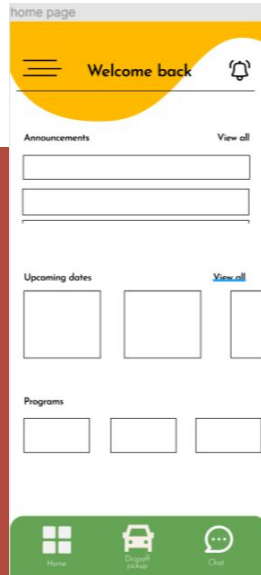 home page
Welcome back
Announcements View all
Upcoming dates View all
Programs
Home Dropoff pickup Chat